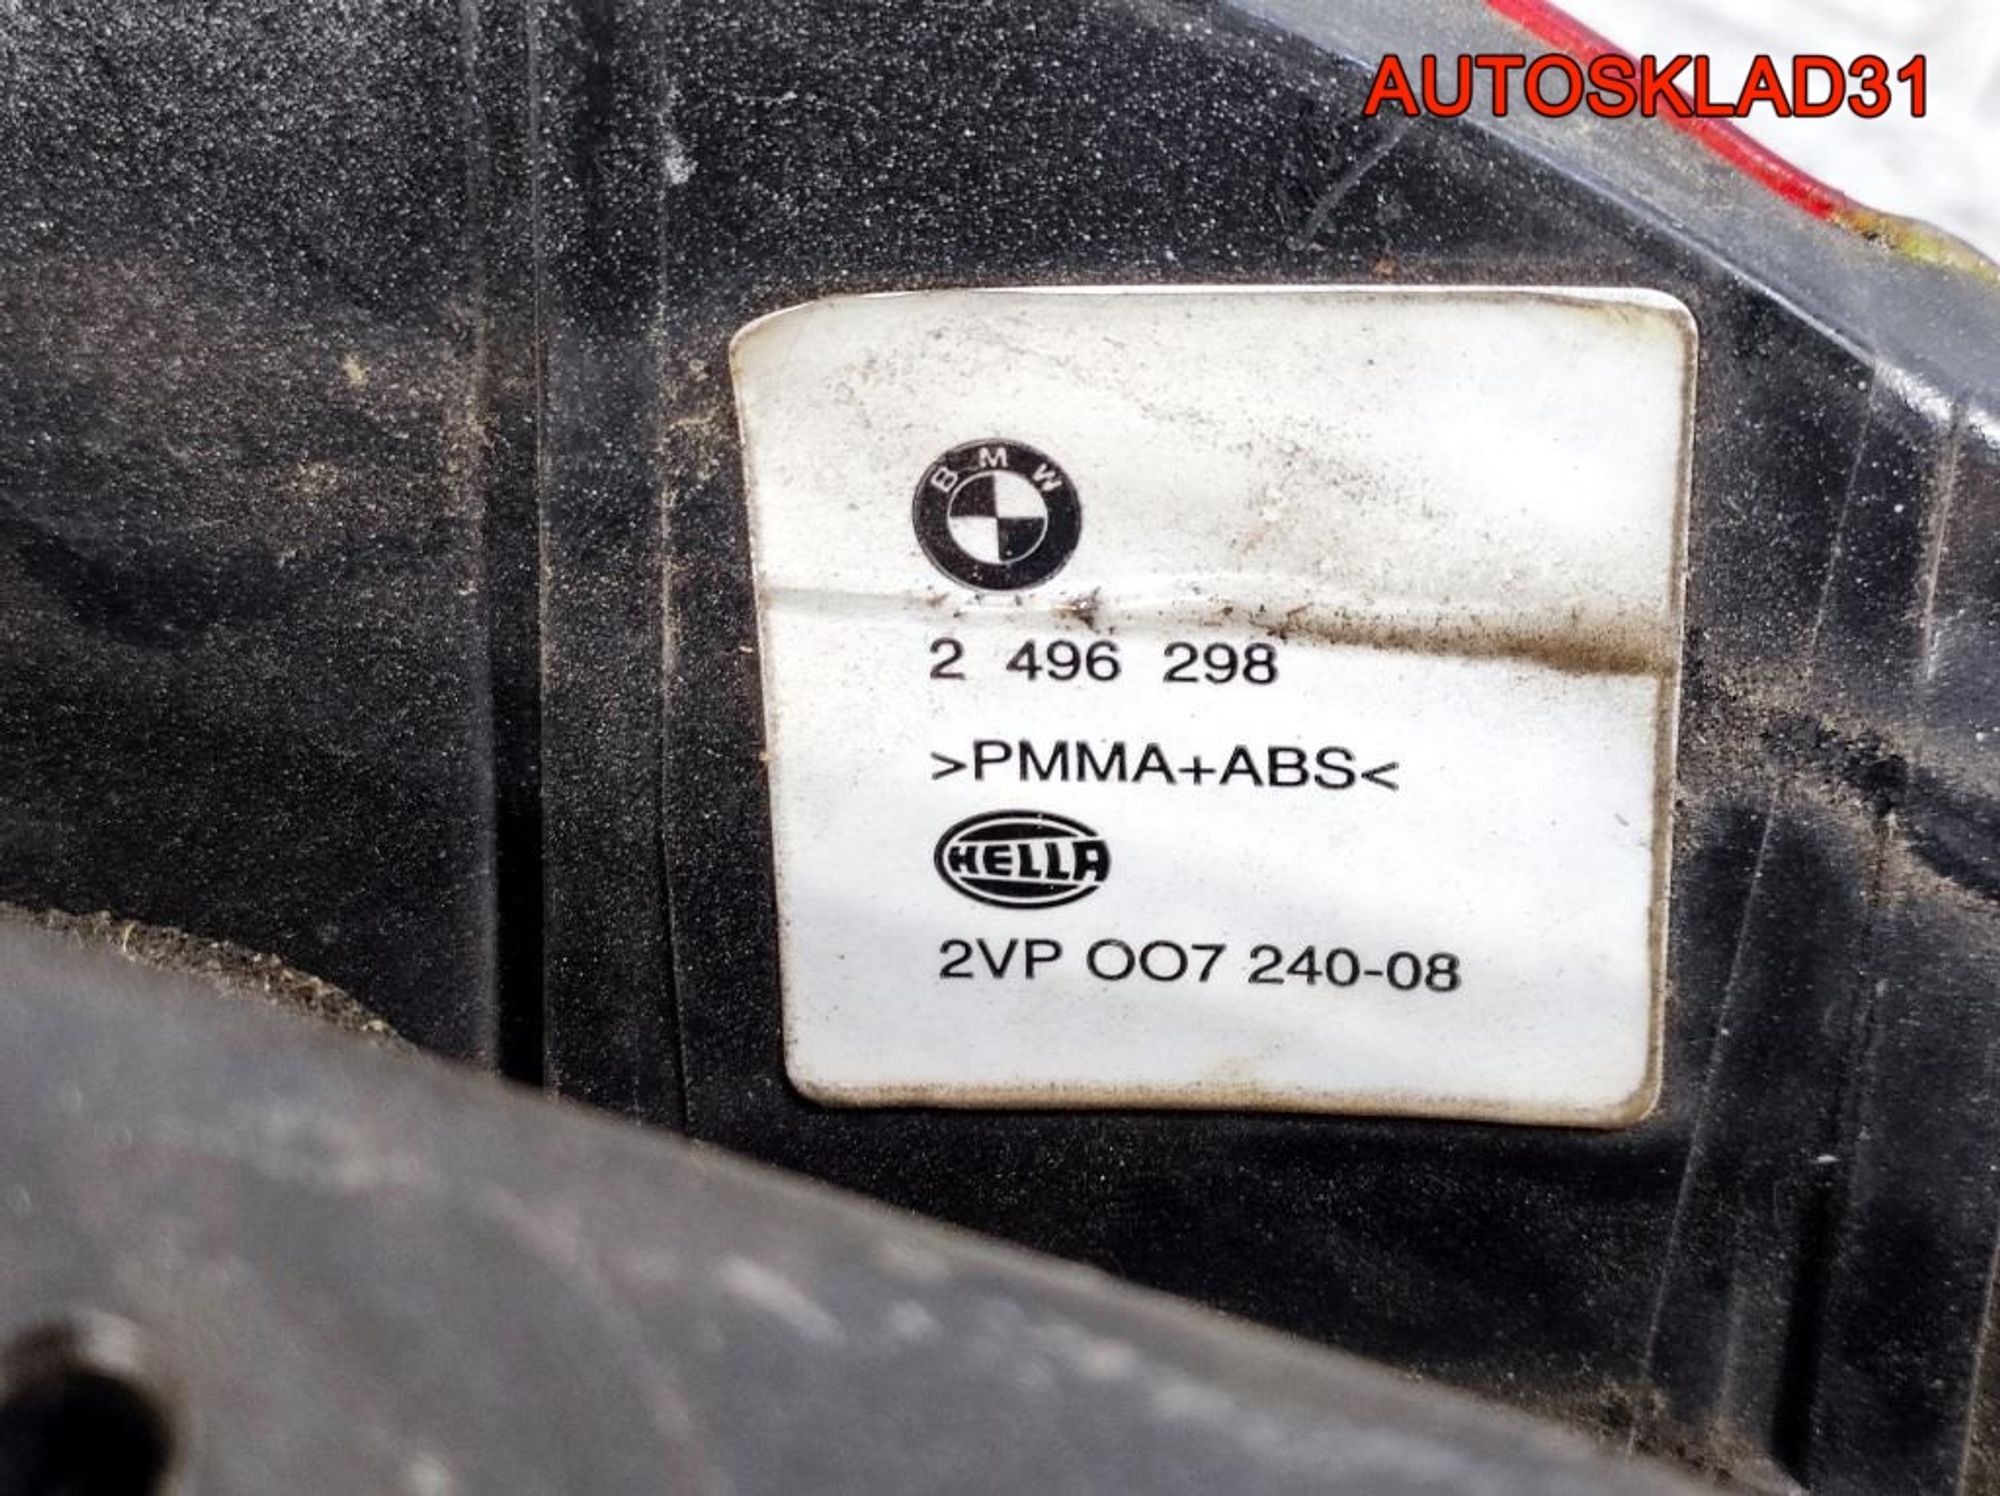 AUTOSKLAD31
BMW
2 496 298
>PMMA+ABS<
HELLA
2VP 007 240-08